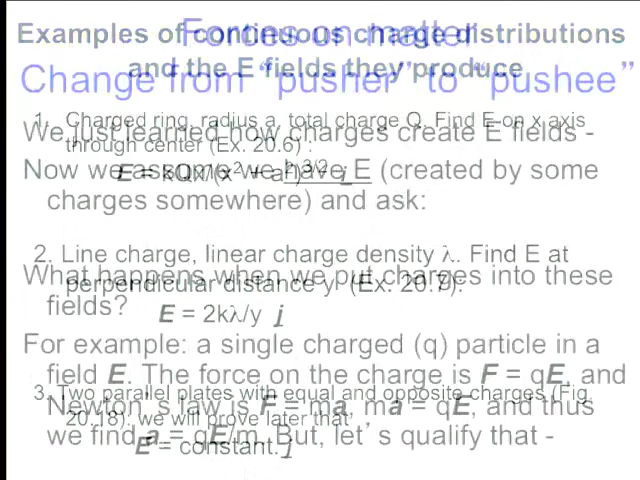 Examples of continuous charge distributions
and the E fields they produce
1. Charged ring, radius a, total charge Q. Find E on x axis
through center (Ex. 20.6) :
E = kQx/(x² + a²)^3/2 i
2. Line charge, linear charge density λ. Find E at
perpendicular distance y. (Ex. 20.7):
E = 2kλ/y j
3. Two parallel plates with equal and opposite charges (Fig.
20.18). we will prove later that
E = constant. j
Forces on matter
Change from “pusher” to “pushee”
We just learned how charges create E fields -
Now we assume we have E (created by some
charges somewhere) and ask:
What happens when we put charges into these
fields?
For example: a single charged (q) particle in a
field E. The force on the charge is F = qE, and
Newton’s law is F = ma, ma = qE, and thus
we find a = qE/m. But, let’s qualify that -